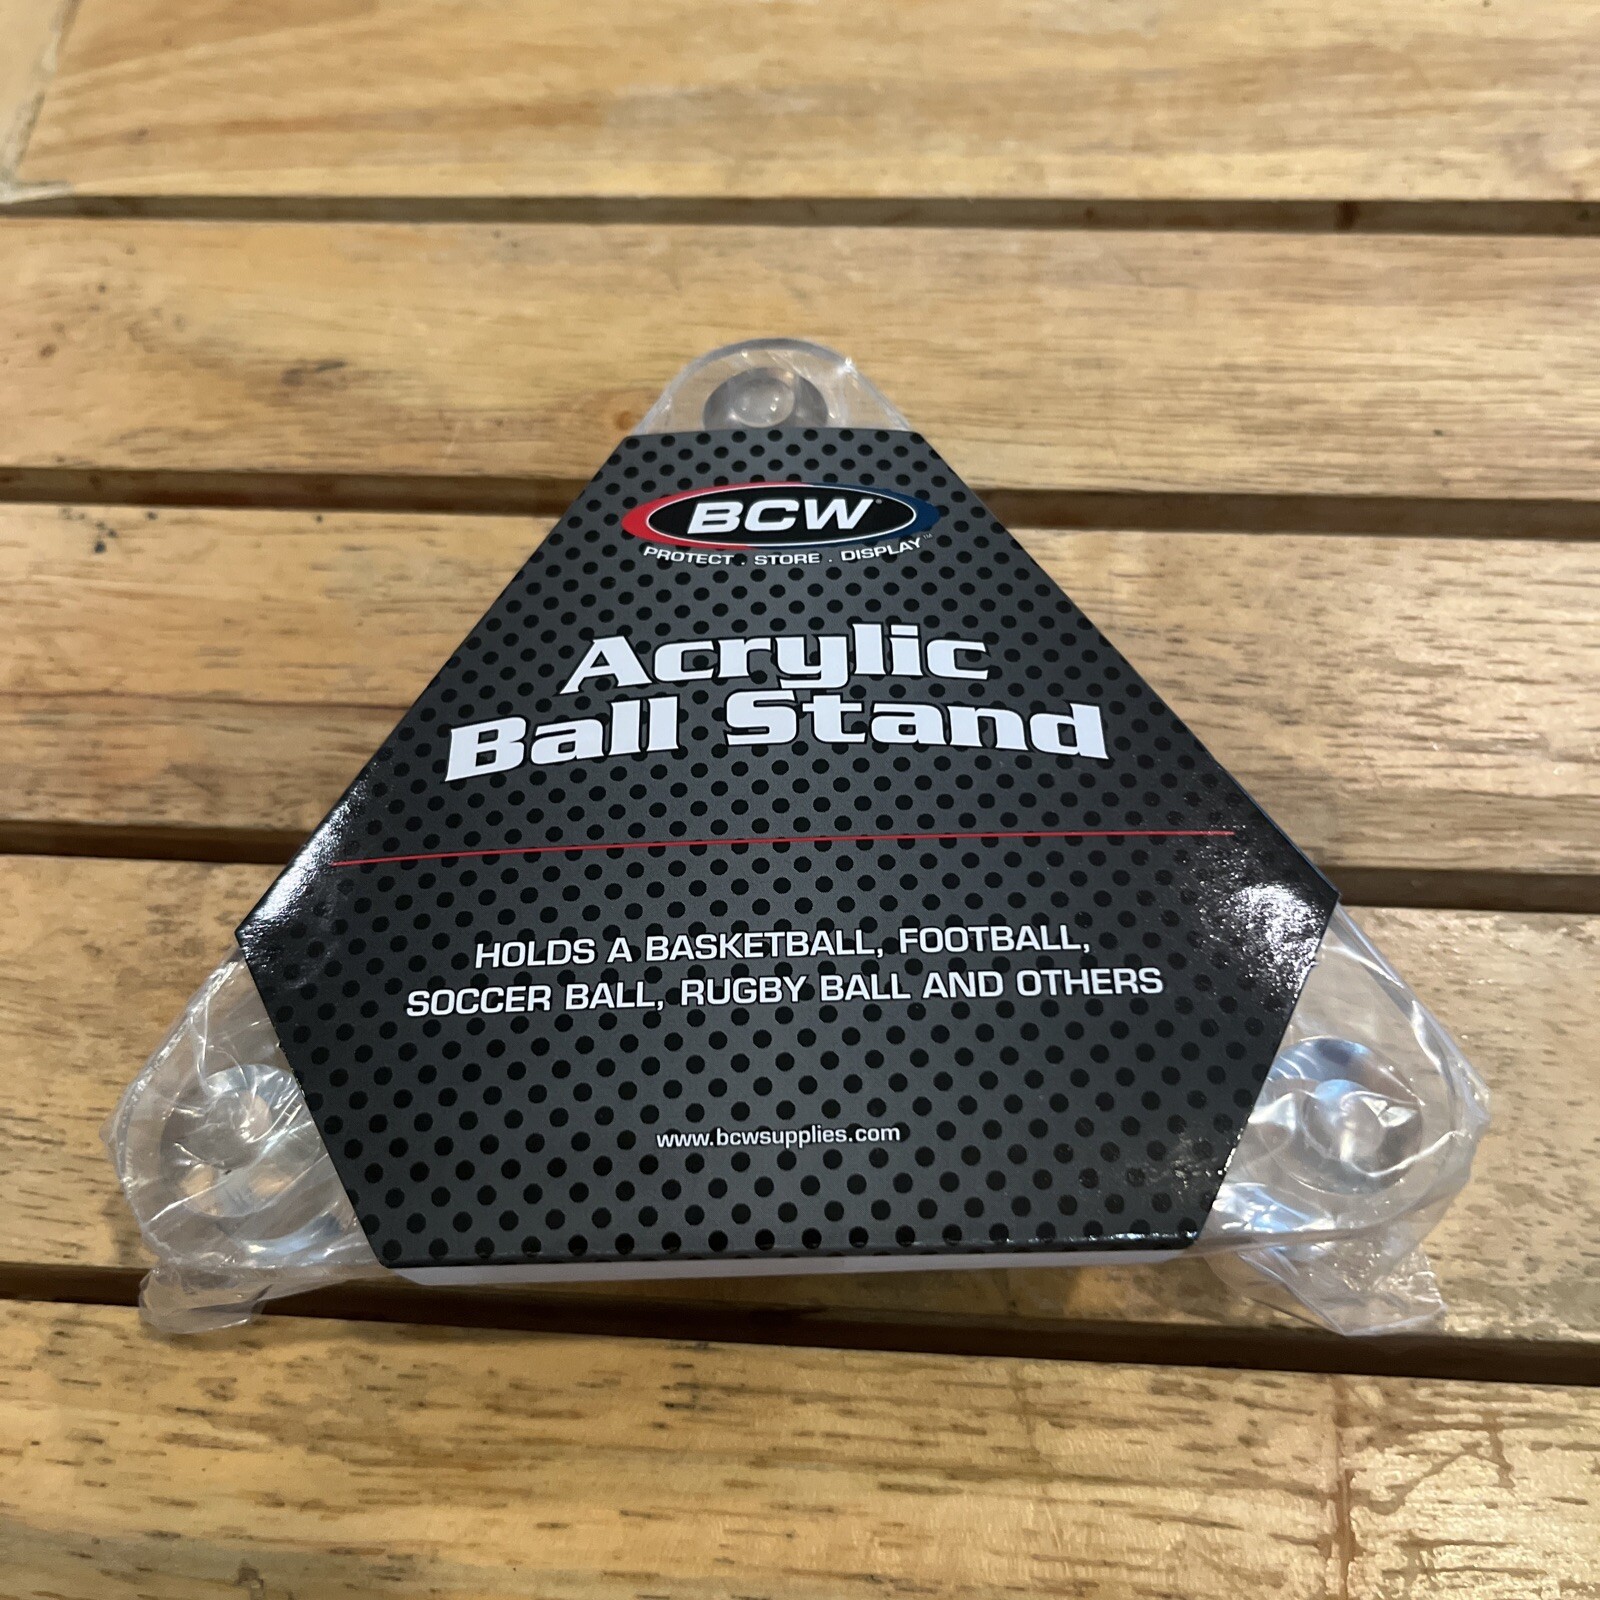 BCW
PROTECT . STORE . DISPLAY™
Acrylic
Ball Stand
HOLDS A BASKETBALL, FOOTBALL,
SOCCER BALL, RUGBY BALL AND OTHERS
www.bcwsupplies.com